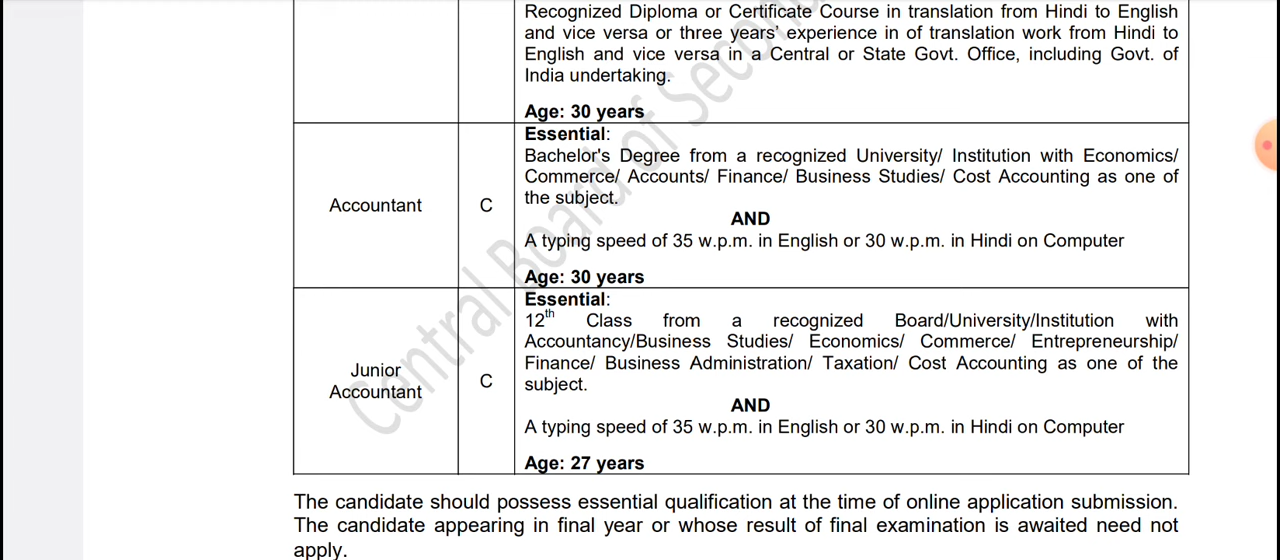 Recognized Diploma or Certificate Course in translation from Hindi to English
and vice versa or three years' experience in of translation work from Hindi to
English and vice versa in a Central or State Govt. Office, including Govt. of
India undertaking.
Age: 30 years
Accountant
C
Essential:
Bachelor's Degree from a recognized University/ Institution with Economics/
Commerce/ Accounts/ Finance/ Business Studies/ Cost Accounting as one of
the subject.
AND
A typing speed of 35 w.p.m. in English or 30 w.p.m. in Hindi on Computer
Age: 30 years
Junior
Accountant
C
Essential:
12th Class from a recognized Board/University/Institution with
Accountancy/Business Studies/ Economics/ Commerce/ Entrepreneurship/
Finance/ Business Administration/ Taxation/ Cost Accounting as one of the
subject.
AND
A typing speed of 35 w.p.m. in English or 30 w.p.m. in Hindi on Computer
Age: 27 years
The candidate should possess essential qualification at the time of online application submission.
The candidate appearing in final year or whose result of final examination is awaited need not
apply.
Central Board of Second